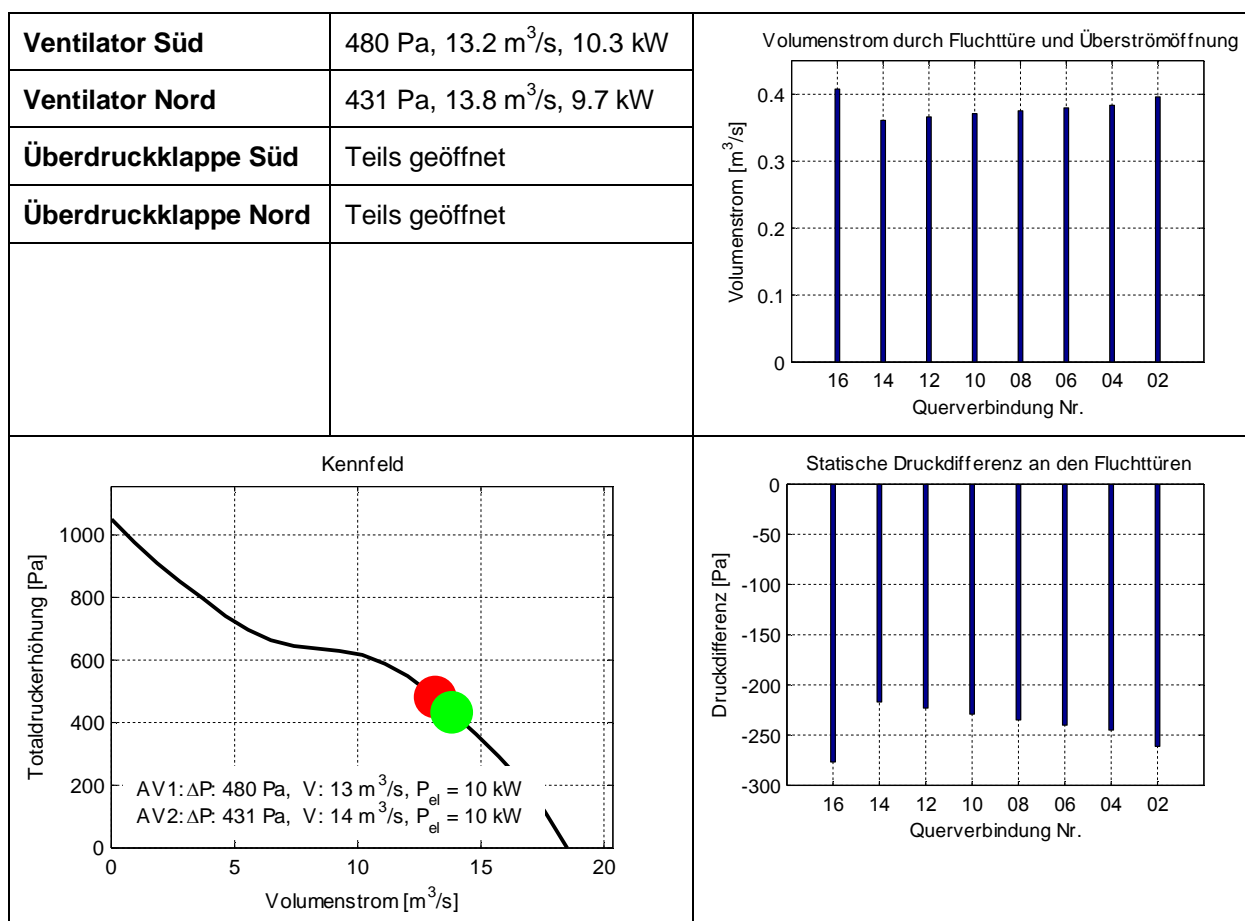 Ventilator Süd 480 Pa, 13.2 m³/s, 10.3 kW
Ventilator Nord 431 Pa, 13.8 m³/s, 9.7 kW
Überdruckklappe Süd Teils geöffnet
Überdruckklappe Nord Teils geöffnet
Volumenstrom durch Fluchttüre und Überströmöffnung
Volumenstrom [m³/s]
0.4
0.3
0.2
0.1
0
16 14 12 10 08 06 04 02
Querverbindung Nr.
Kennfeld
Totaldruckerhöhung [Pa]
1000
800
600
400
200
0
AV1: ΔP: 480 Pa, V: 13 m³/s, P_el = 10 kW
AV2: ΔP: 431 Pa, V: 14 m³/s, P_el = 10 kW
0 5 10 15 20
Volumenstrom [m³/s]
Statische Druckdifferenz an den Fluchttüren
Druckdifferenz [Pa]
0
-50
-100
-150
-200
-250
-300
16 14 12 10 08 06 04 02
Querverbindung Nr.